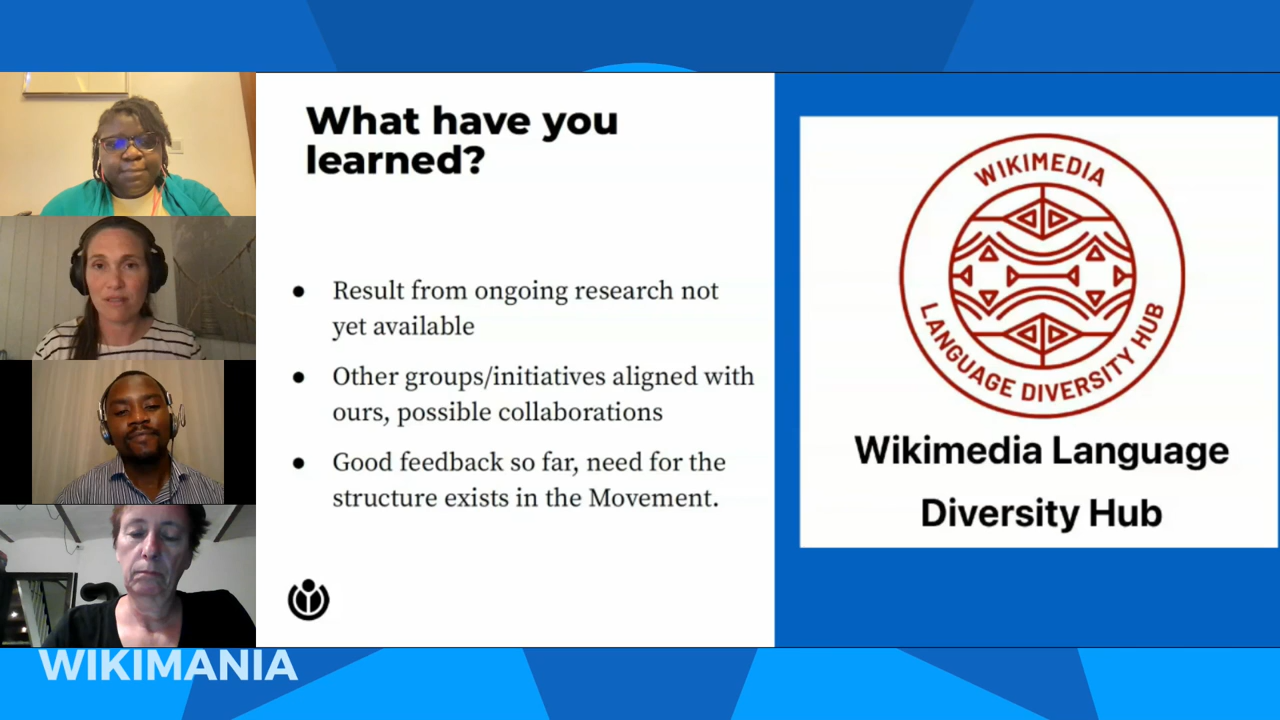 What have you
learned?
● Result from ongoing research not
yet available
● Other groups/initiatives aligned with
ours, possible collaborations
● Good feedback so far, need for the
structure exists in the Movement.
WIKIMEDIA
LANGUAGE DIVERSITY HUB
Wikimedia Language
Diversity Hub
WIKIMANIA